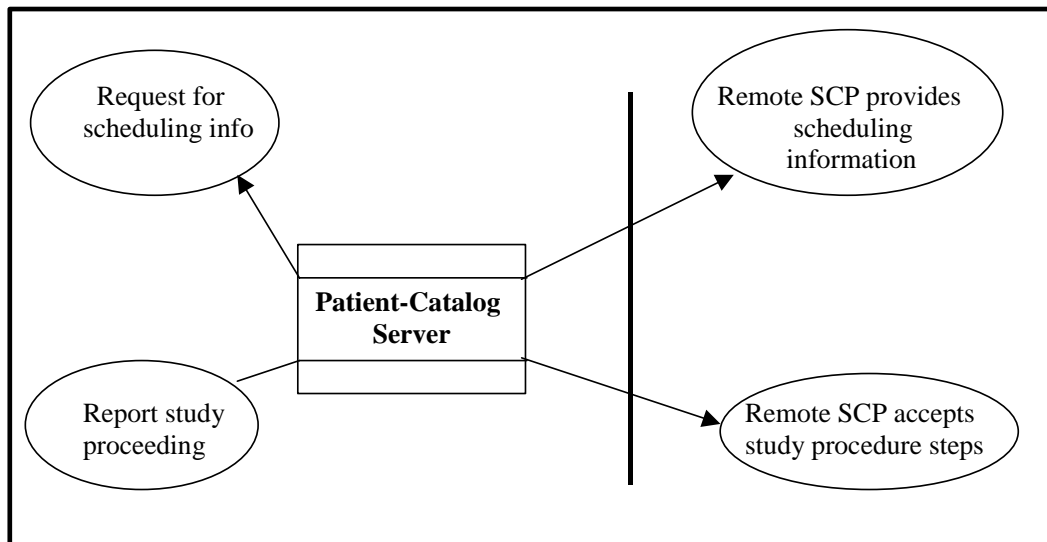 Request for
scheduling info
Remote SCP provides
scheduling
information
Patient-Catalog
Server
Report study
proceeding
Remote SCP accepts
study procedure steps